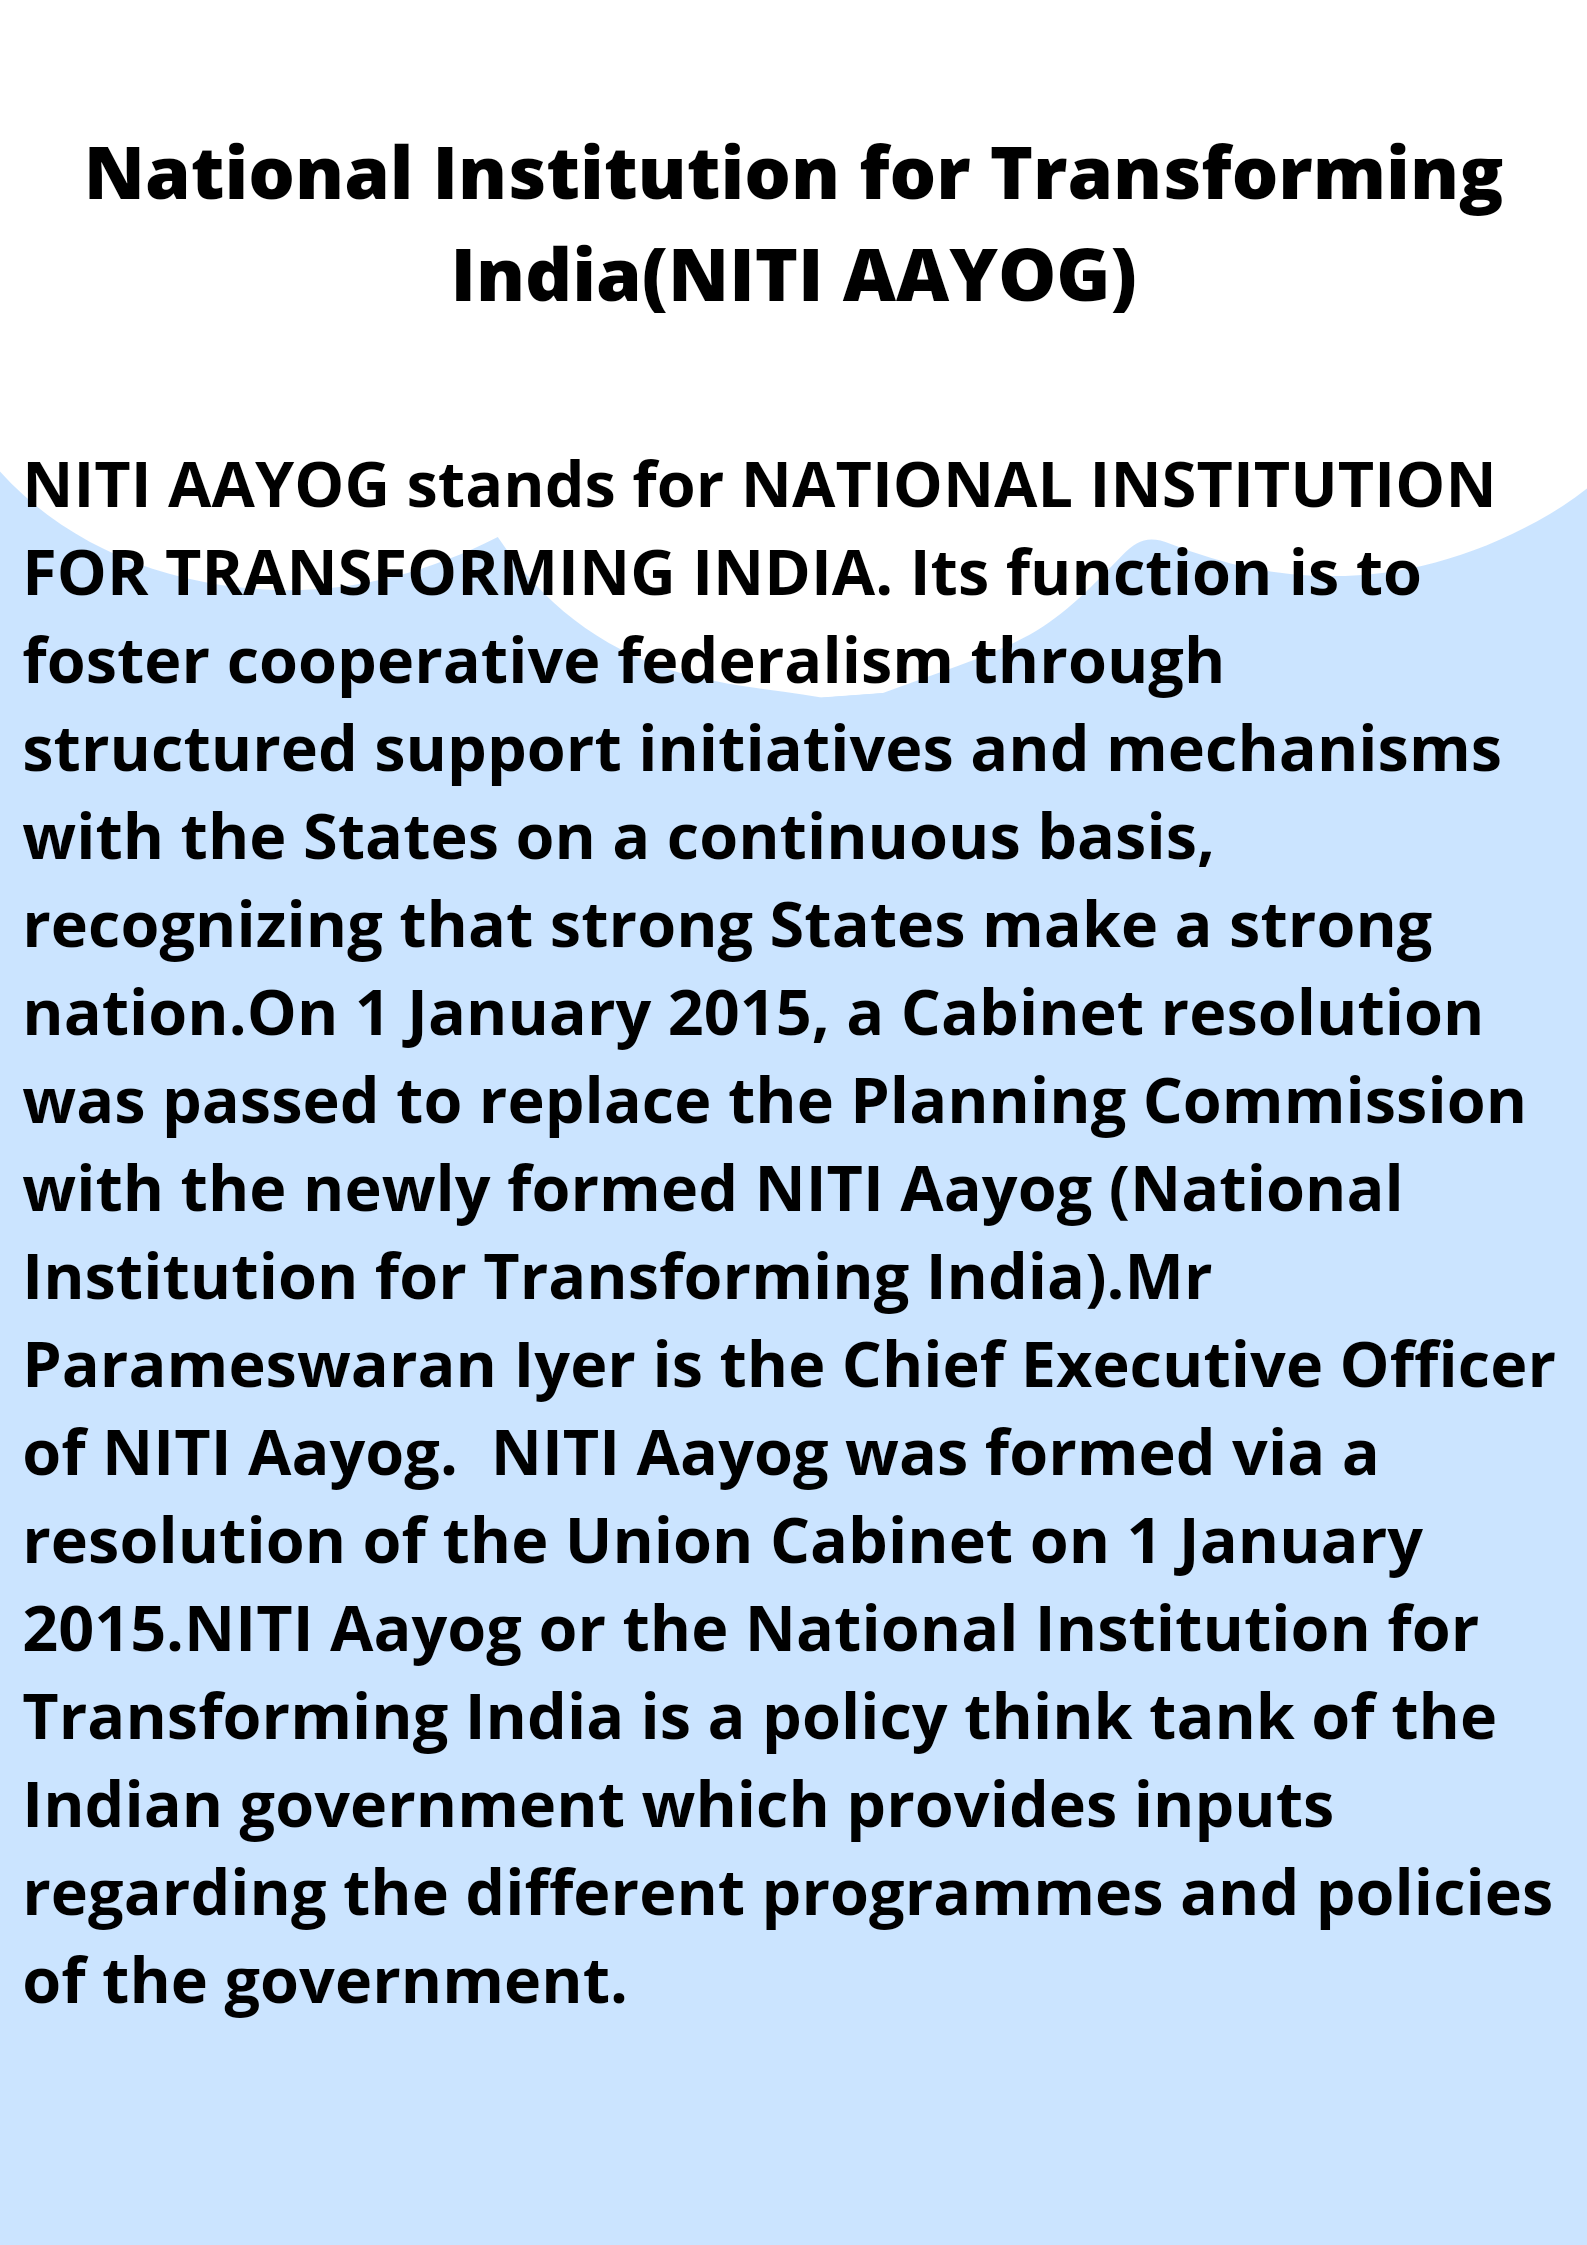 National Institution for Transforming
India(NITI AAYOG)
NITI AAYOG stands for NATIONAL INSTITUTION
FOR TRANSFORMING INDIA. Its function is to
foster cooperative federalism through
structured support initiatives and mechanisms
with the States on a continuous basis,
recognizing that strong States make a strong
nation.On 1 January 2015, a Cabinet resolution
was passed to replace the Planning Commission
with the newly formed NITI Aayog (National
Institution for Transforming India).Mr
Parameswaran Iyer is the Chief Executive Officer
of NITI Aayog.  NITI Aayog was formed via a
resolution of the Union Cabinet on 1 January
2015.NITI Aayog or the National Institution for
Transforming India is a policy think tank of the
Indian government which provides inputs
regarding the different programmes and policies
of the government.